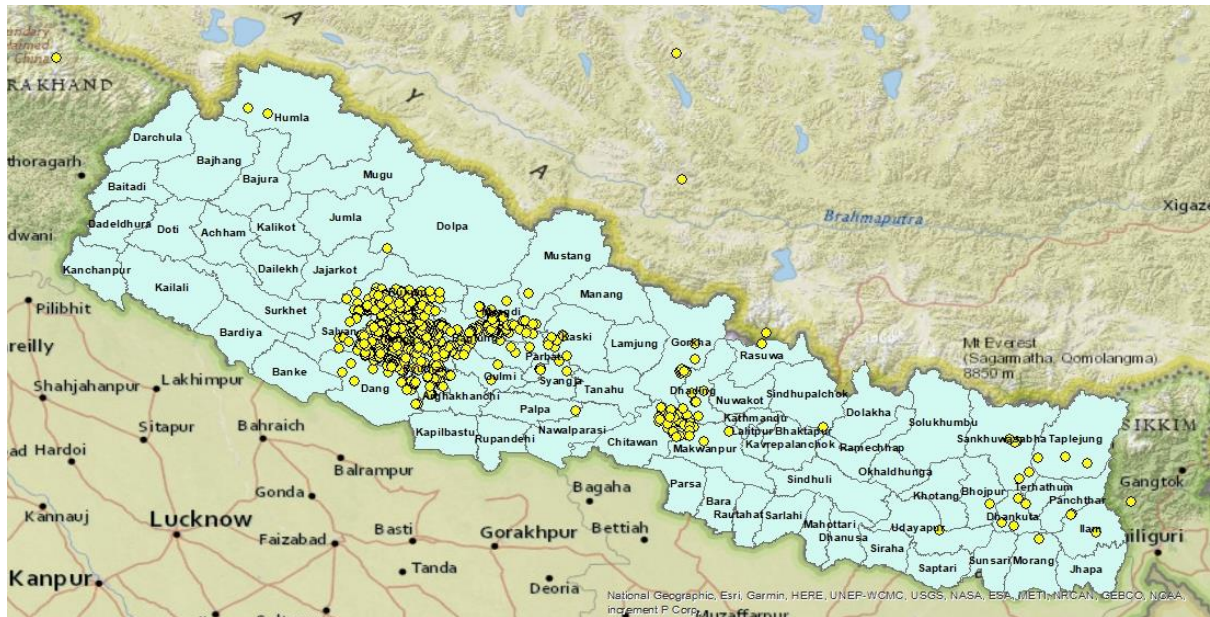 RAKHAND
Humla
Darchula
thoragarh
Bajhang
Bajura
Mugu
Baitadi
A
Y
A
Brahmaputra
Xigaze
dwani
Dadeldhura
Doti
Achham
Kalikot
Jumla
Dolpa
Mustang
Kanchanpur
Kailali
Dailekh
Jajarkot
Manang
Pilibhit
Surkhet
Bardiya
Salyan
Kaski
Lamjung
Gorkha
Rasuwa
Mt Everest
(Sagarmatha, Qomolangma)
8850 m
reilly
Banke
Parbat
Shahjahanpur
Lakhimpur
Dang
Syangja
Tanahu
Dhading
Nuwakot
Sindhupalchok
Dolakha
Solukhumbu
Taplejung
SIKKIM
Arghakhanchi
Palpa
Kathmandu
Sitapur
Bahraich
Kapilbastu
Rupandehi
Nawalparasi
Chitawan
Lalitpur
Bhaktapur
Makwanpur
Kavrepalanchok
Ramechhap
Hardoi
ad
Balrampur
Okhaldhunga
Gangtok
Parsa
Sindhuli
Khotang
Bhojpur
Terhathum
Panchthar
Gonda
Bagaha
Bara
Kannauj
Lucknow
Basti
Gorakhpur
Bettiah
Rautahat
Sarlahi
Mahottari
Dhanusa
Udayapur
Dhankuta
Ilam
iliguri
Faizabad
Siraha
Saptari
Sunsari
Morang
Jhapa
Kanpur
Tanda
Deoria
Muzaffarpur
National Geographic, Esri, Garmin, HERE, UNEP-WCMC, USGS, NASA, ESA, METI, NRCAN, GEBCO, NOAA,
increment P Corp.